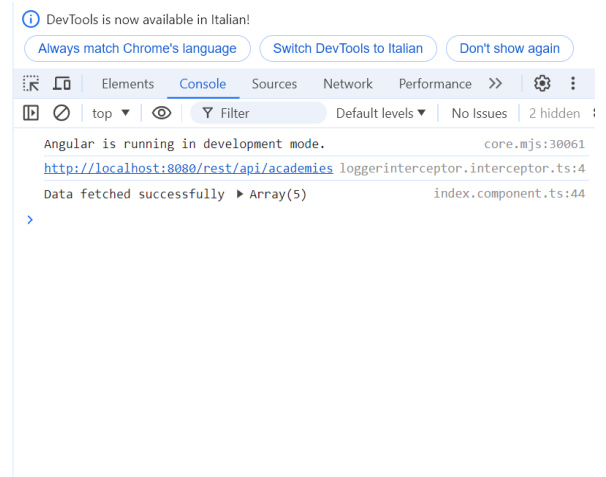 DevTools is now available in Italian!
Always match Chrome's language Switch DevTools to Italian Don't show again
Elements Console Sources Network Performance
top Filter Default levels No Issues 2 hidden
Angular is running in development mode. core.mjs:30061
http://localhost:8080/rest/api/academies loggerinterceptor.interceptor.ts:4
Data fetched successfully Array(5) index.component.ts:44